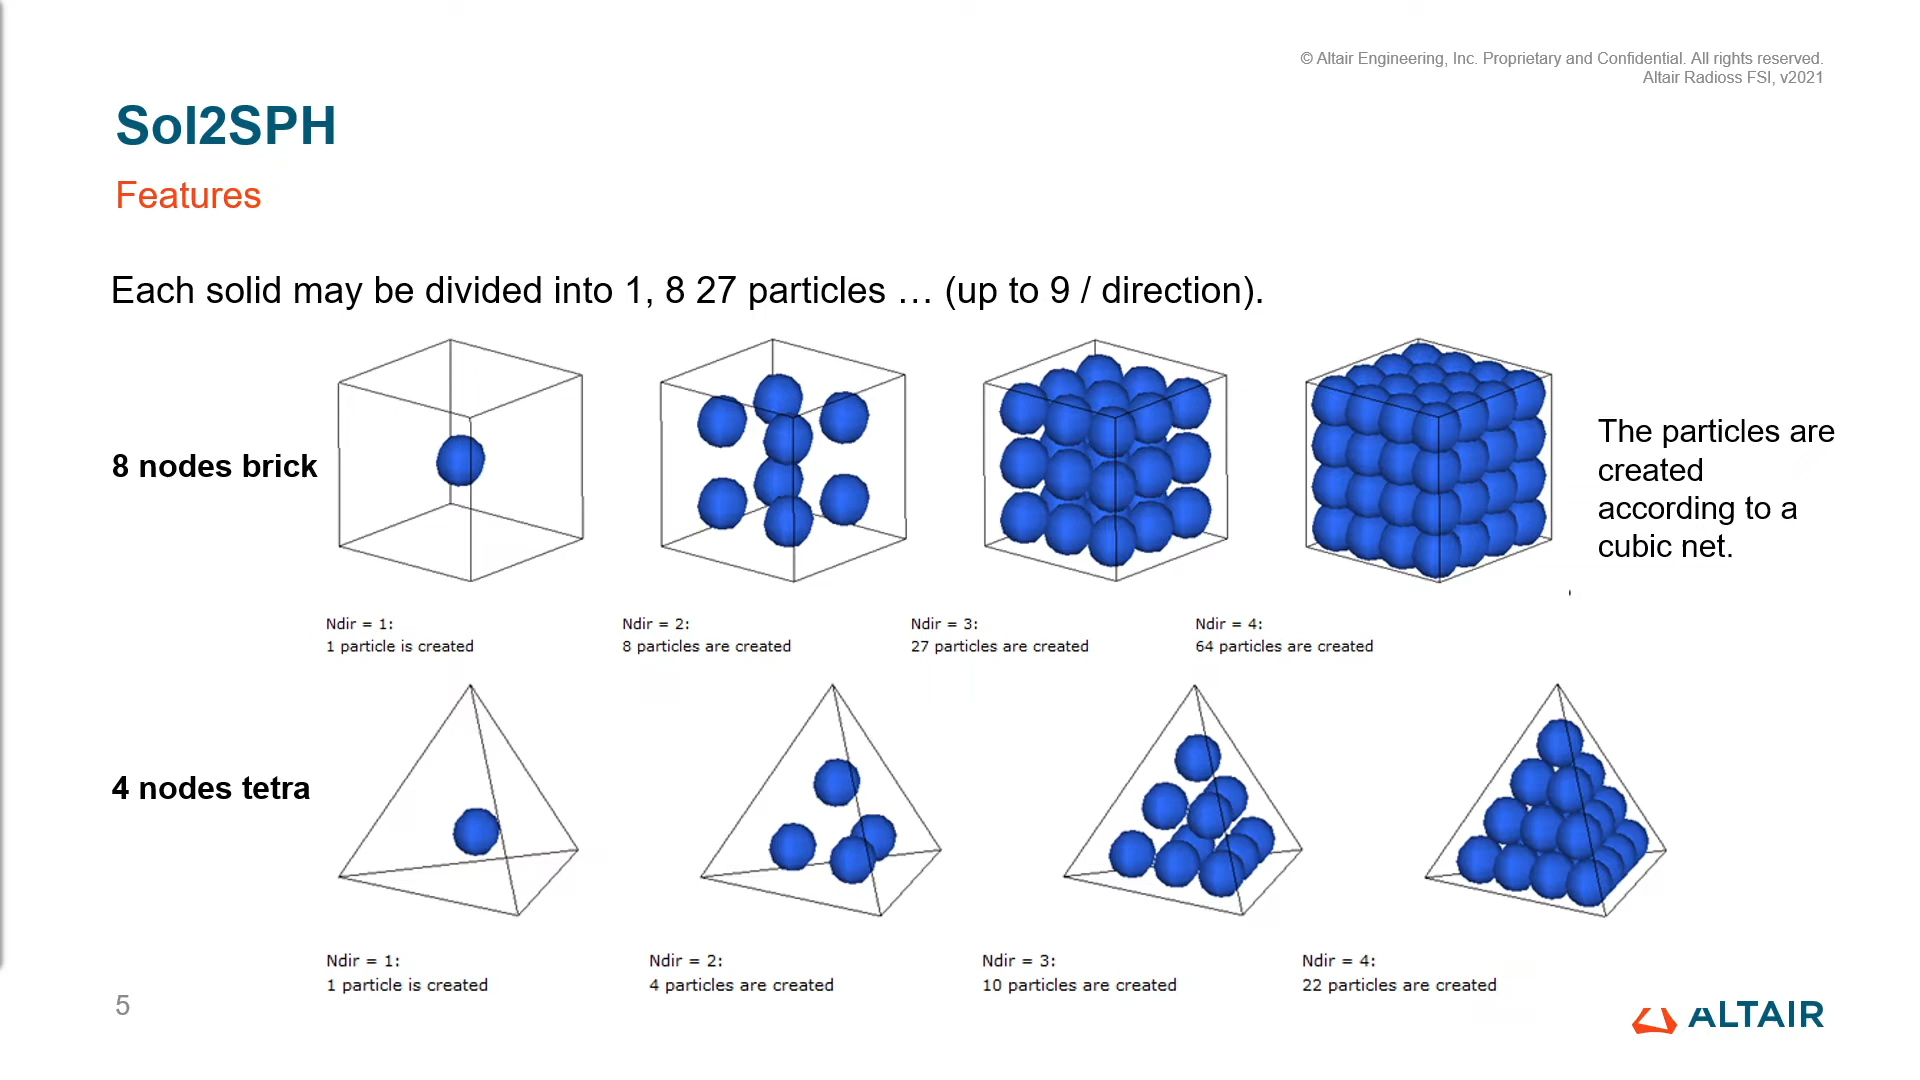 © Altair Engineering, Inc. Proprietary and Confidential. All rights reserved.
Altair Radioss FSI, v2021
Sol2SPH
Features
Each solid may be divided into 1, 8 27 particles … (up to 9 / direction).
8 nodes brick
The particles are
created
according to a
cubic net.
Ndir = 1:
1 particle is created
Ndir = 2:
8 particles are created
Ndir = 3:
27 particles are created
Ndir = 4:
64 particles are created
4 nodes tetra
Ndir = 1:
1 particle is created
Ndir = 2:
4 particles are created
Ndir = 3:
10 particles are created
Ndir = 4:
22 particles are created
5
ALTAIR